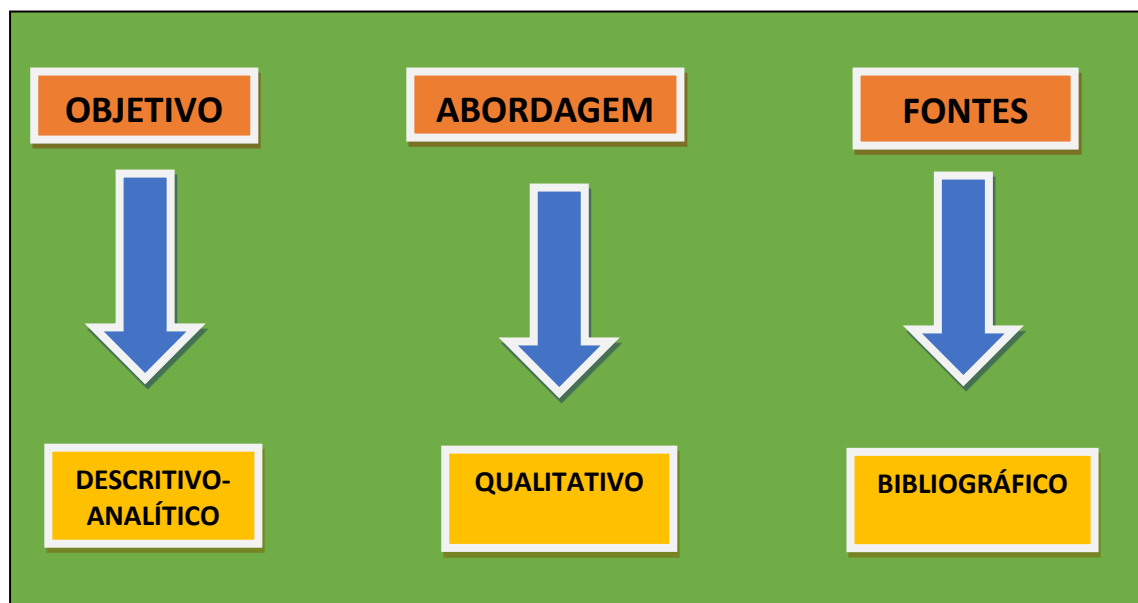 OBJETIVO
ABORDAGEM
FONTES
DESCRITIVO-
ANALÍTICO
QUALITATIVO
BIBLIOGRÁFICO